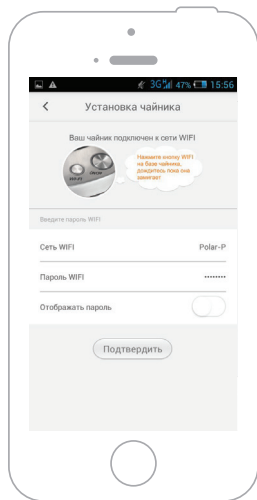 3G 47% 15:56
Установка чайника
Ваш чайник подключен к сети WIFI
Нажмите кнопку WIFI
на базе чайника,
дождитесь пока она
замигает
Введите пароль WIFI
Сеть WIFI Polar-P
Пароль WIFI ••••••••
Отображать пароль
Подтвердить